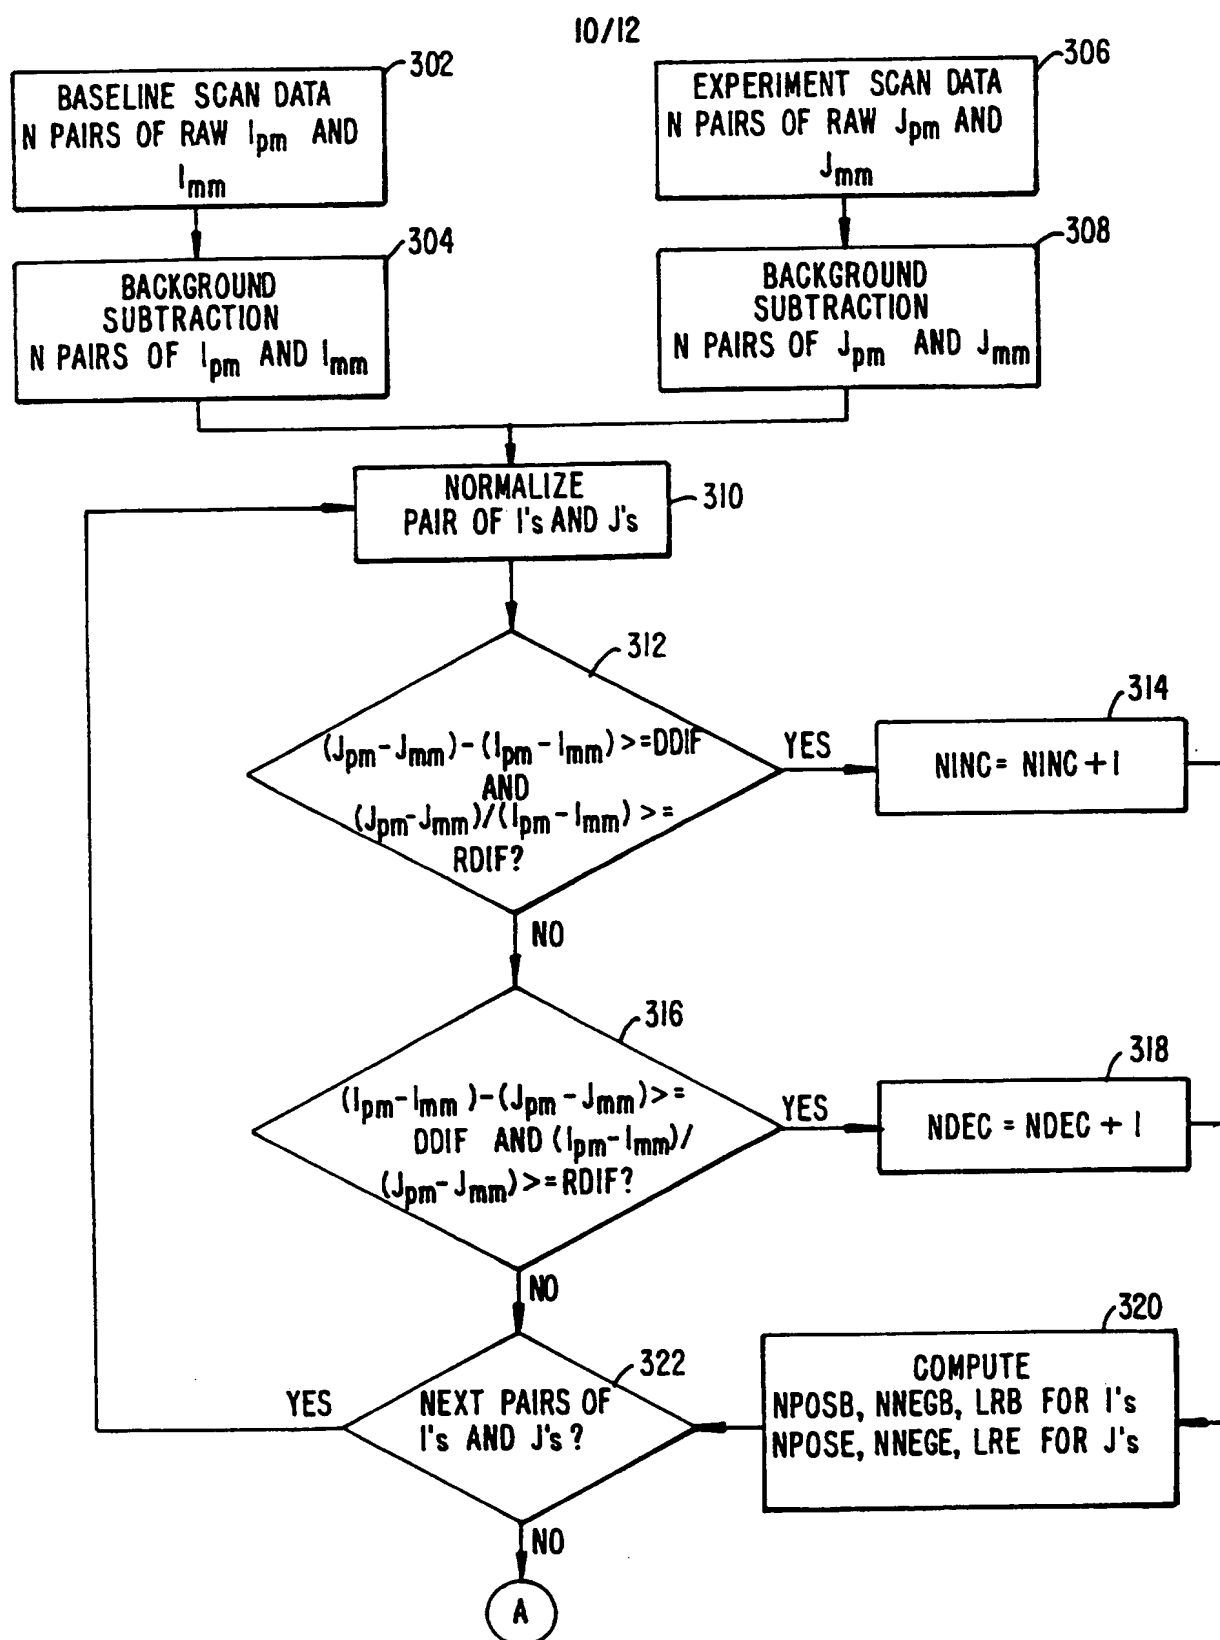 10/12
302
BASELINE SCAN DATA
N PAIRS OF RAW Ipm AND
Imm
306
EXPERIMENT SCAN DATA
N PAIRS OF RAW Jpm AND
Jmm
304
BACKGROUND
SUBTRACTION
N PAIRS OF Ipm AND Imm
308
BACKGROUND
SUBTRACTION
N PAIRS OF Jpm AND Jmm
NORMALIZE
PAIR OF I's AND J's
310
312
(Jpm-Jmm)-(Ipm-Imm)>=DDIF
AND
(Jpm-Jmm)/(Ipm-Imm)>=
RDIF?
YES
314
NINC= NINC+1
NO
316
(Ipm-Imm)-(Jpm-Jmm)>=
DDIF AND (Ipm-Imm)/
(Jpm-Jmm)>=RDIF?
YES
318
NDEC = NDEC + 1
NO
322
NEXT PAIRS OF
I's AND J's?
YES
320
COMPUTE
NPOSB, NNEGB, LRB FOR I's
NPOSE, NNEGE, LRE FOR J's
NO
A